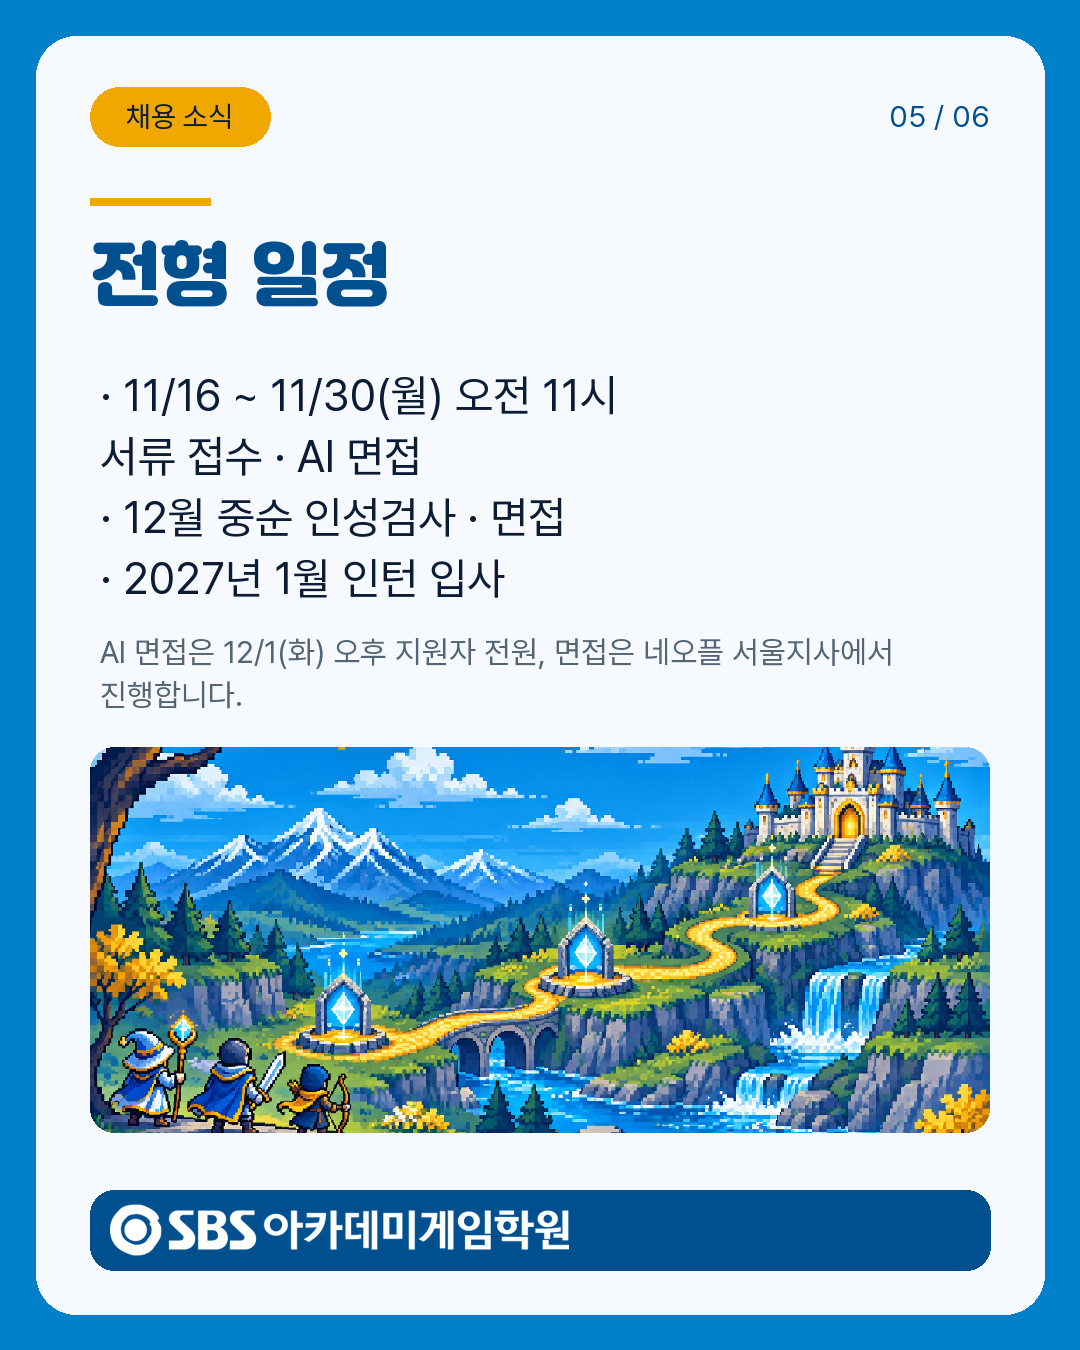 채용 소식
05 / 06
전형 일정
· 11/16 ~ 11/30(월) 오전 11시
서류 접수 · AI 면접
· 12월 중순 인성검사 · 면접
· 2027년 1월 인턴 입사
AI 면접은 12/1(화) 오후 지원자 전원, 면접은 네오플 서울지사에서
진행합니다.
SBS 아카데미게임학원